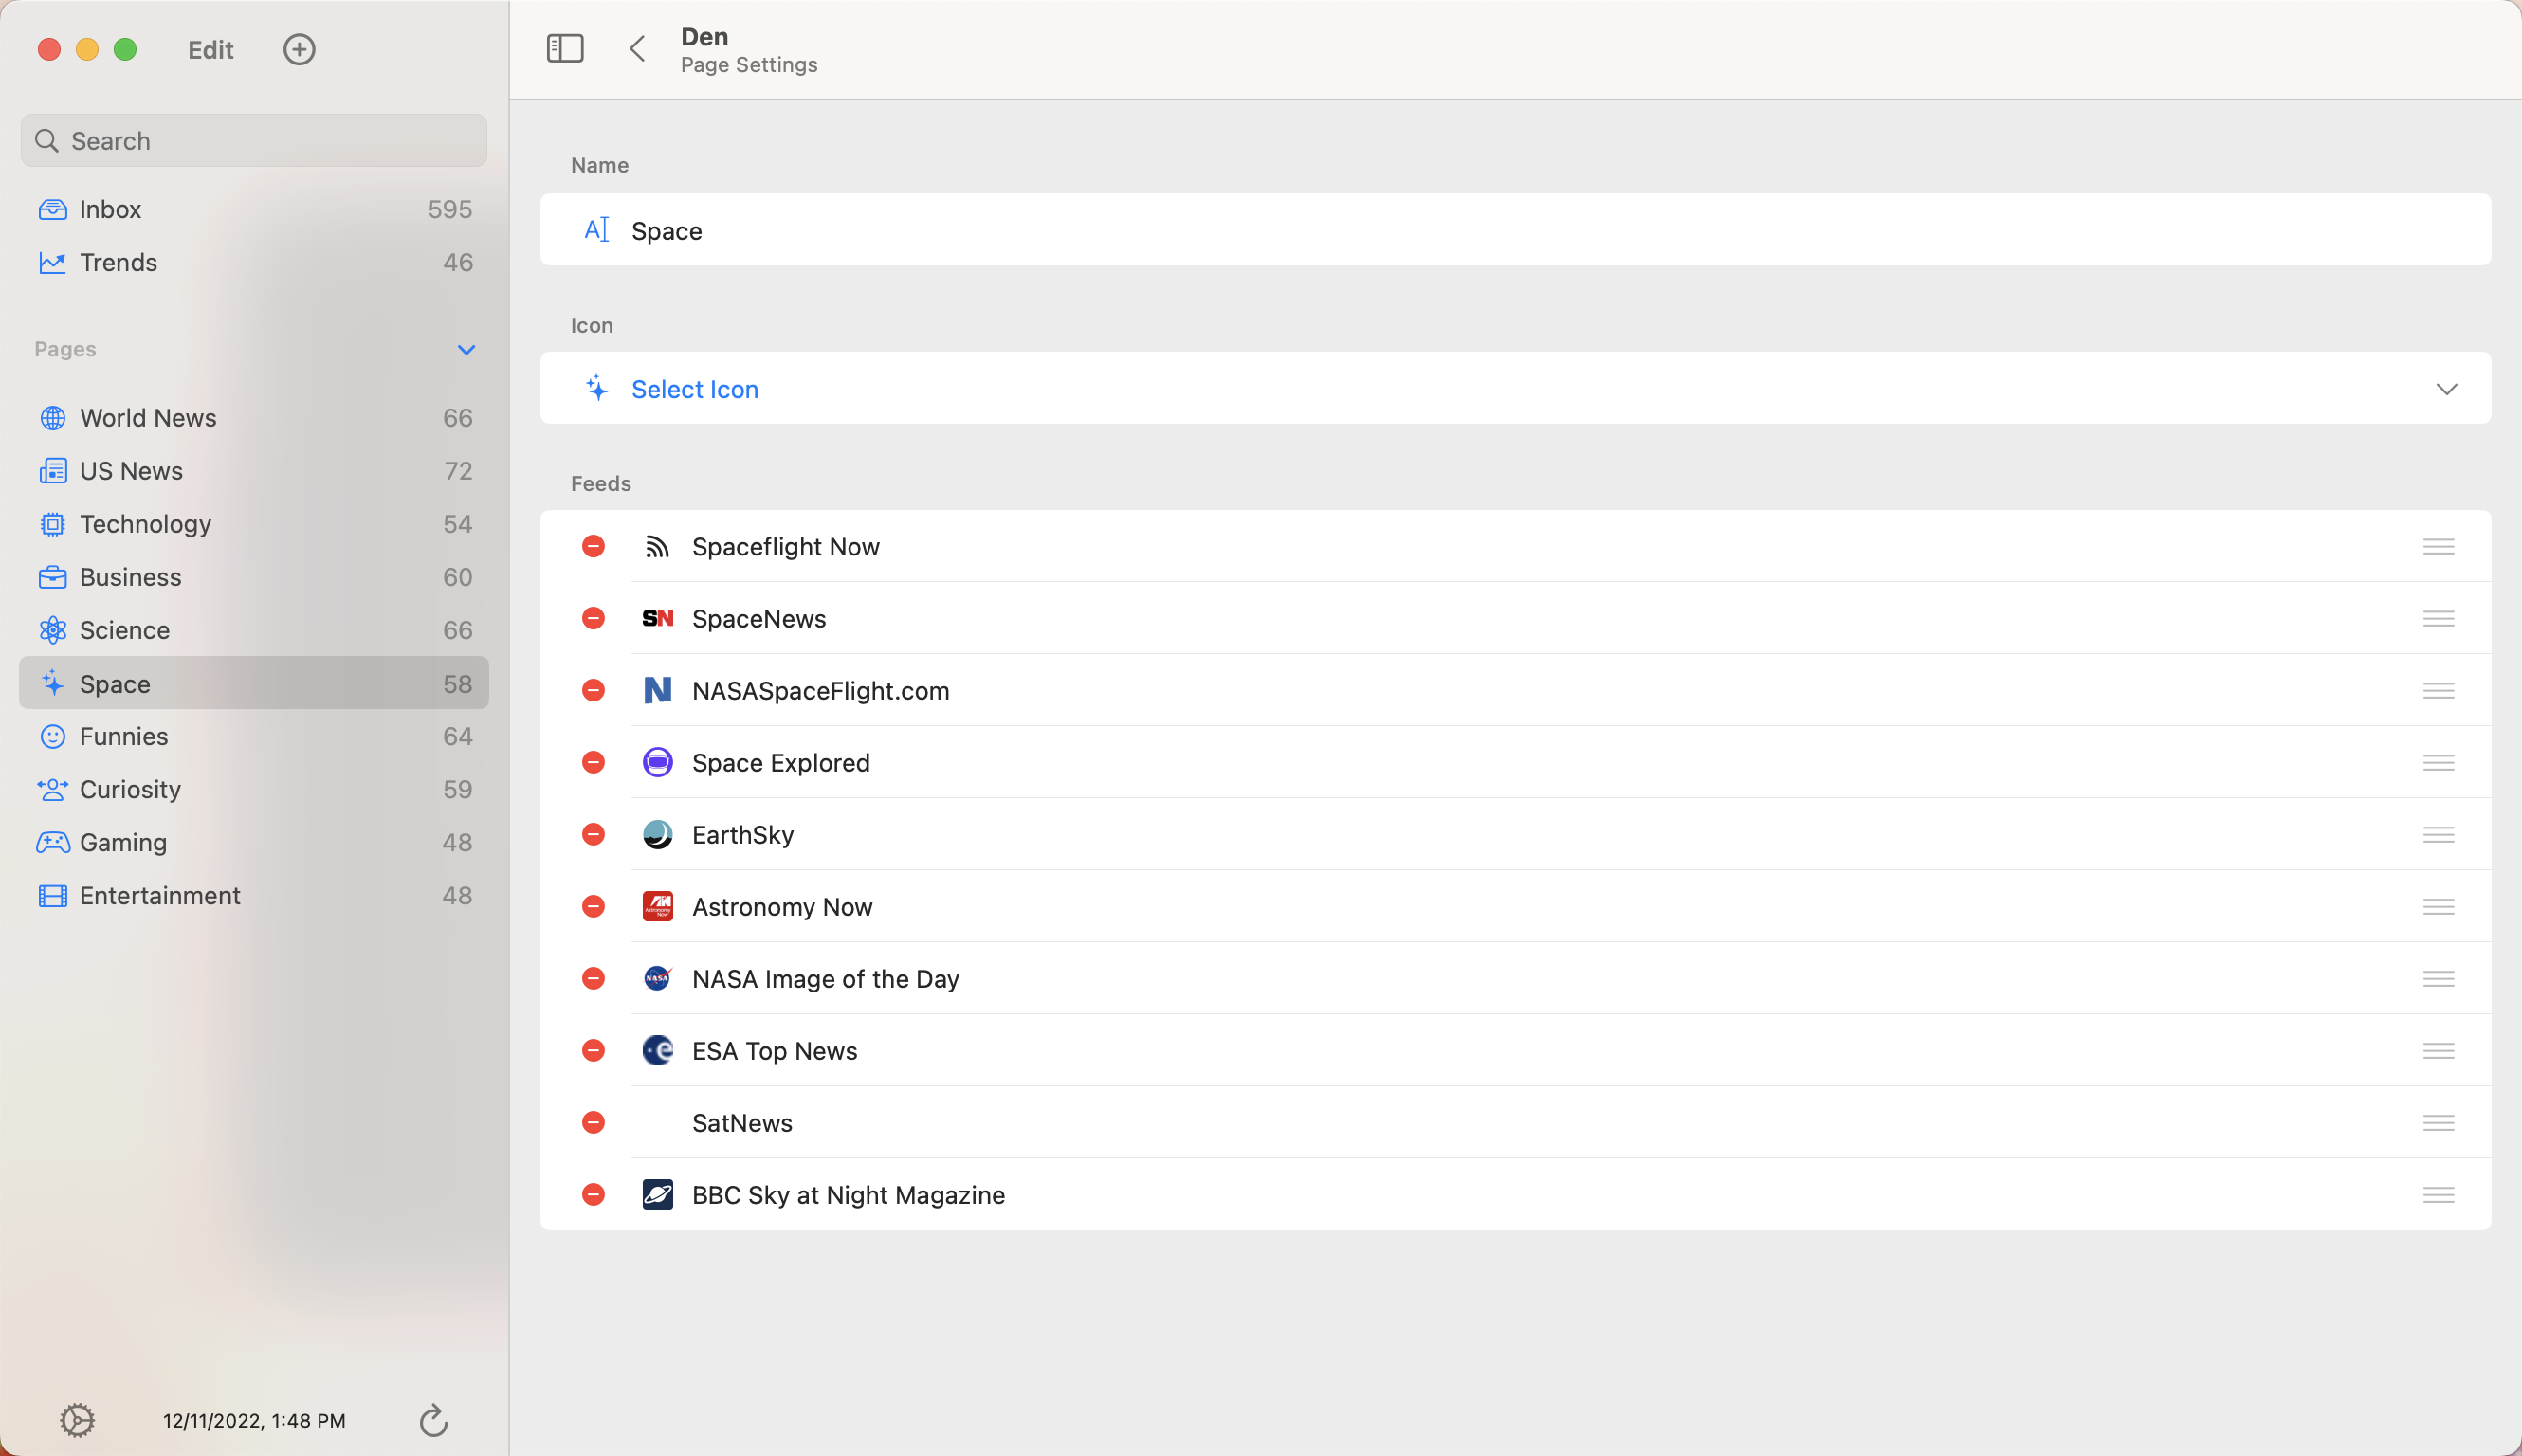 Edit
Search
Inbox 595
Trends 46
Pages
World News 66
US News 72
Technology 54
Business 60
Science 66
Space 58
Funnies 64
Curiosity 59
Gaming 48
Entertainment 48
12/11/2022, 1:48 PM
Den
Page Settings
Name
Space
Icon
Select Icon
Feeds
Spaceflight Now
SN SpaceNews
N NASASpaceFlight.com
Space Explored
EarthSky
Astronomy Now Astronomy Now
NASA NASA Image of the Day
e ESA Top News
SatNews
BBC Sky at Night Magazine